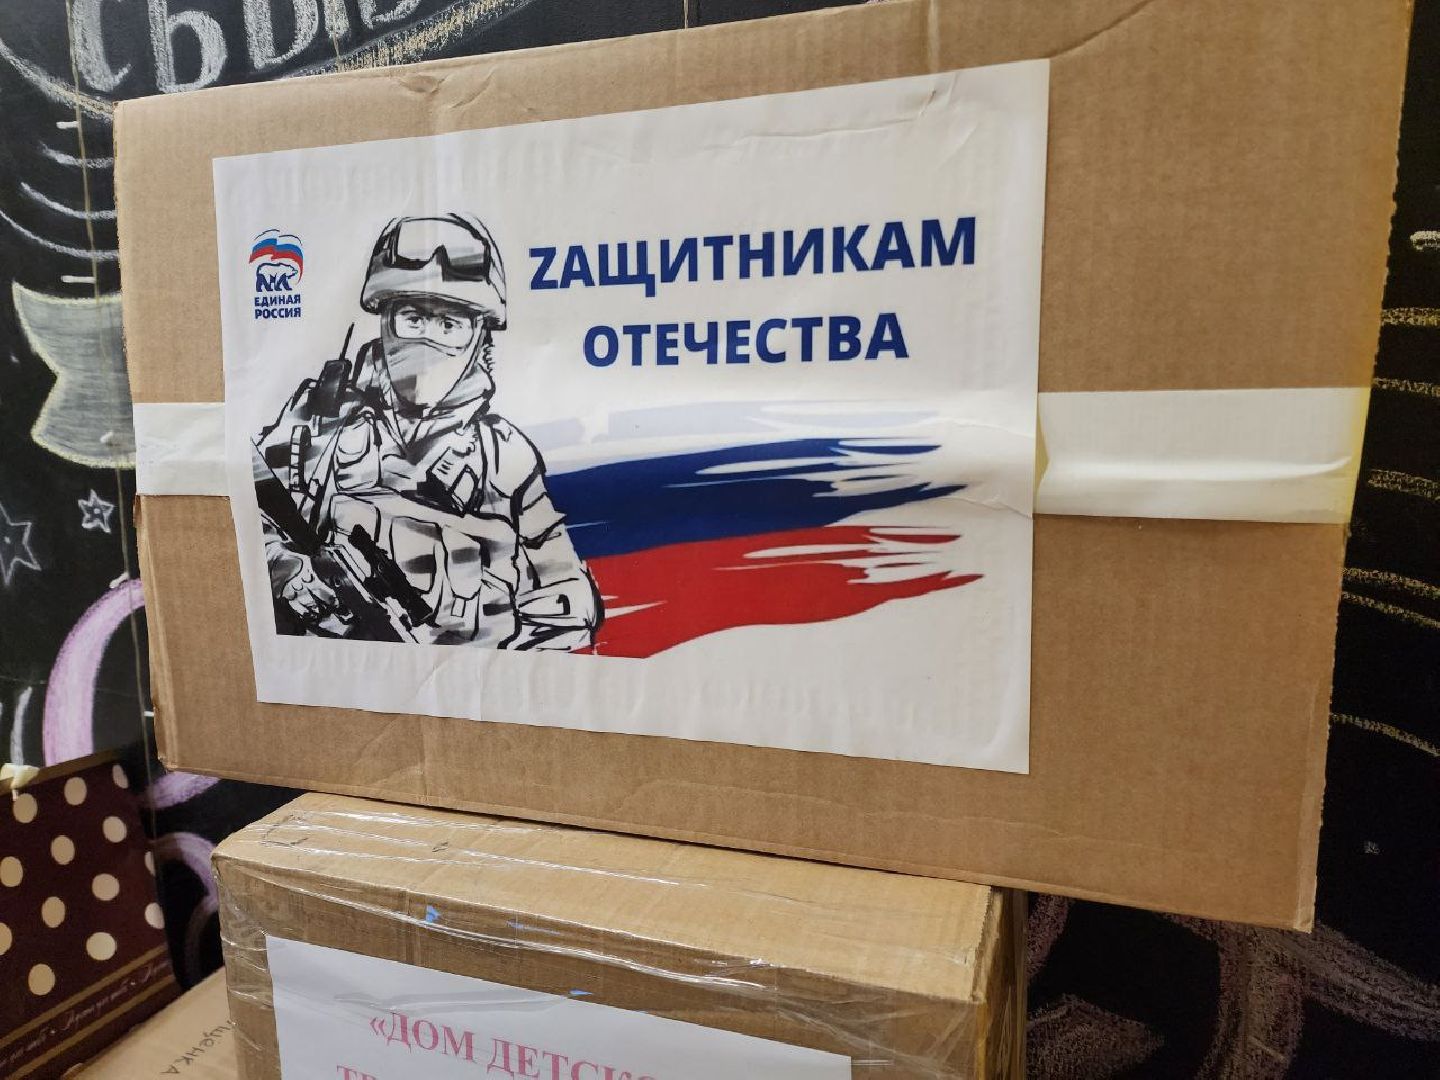 ЕДИНАЯ
РОССИЯ
ZАЩИТНИКАМ
ОТЕЧЕСТВА
«ДОМ ДЕТСКО